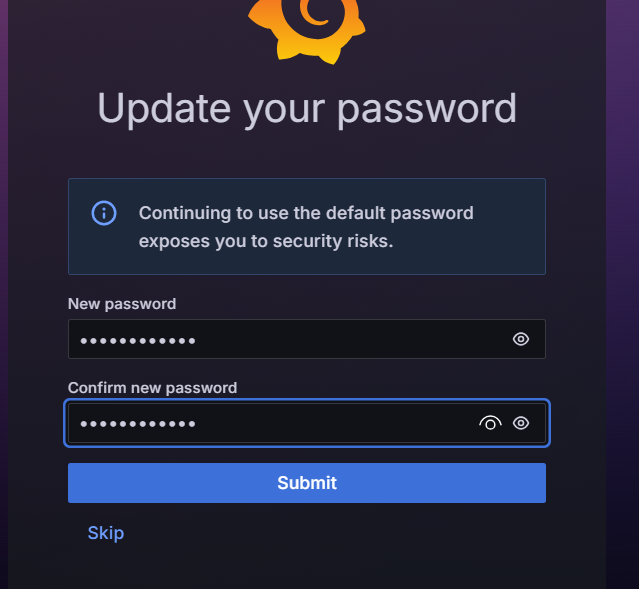 Update your password
Continuing to use the default password
exposes you to security risks.
New password
••••••••••••
Confirm new password
••••••••••••
Submit
Skip